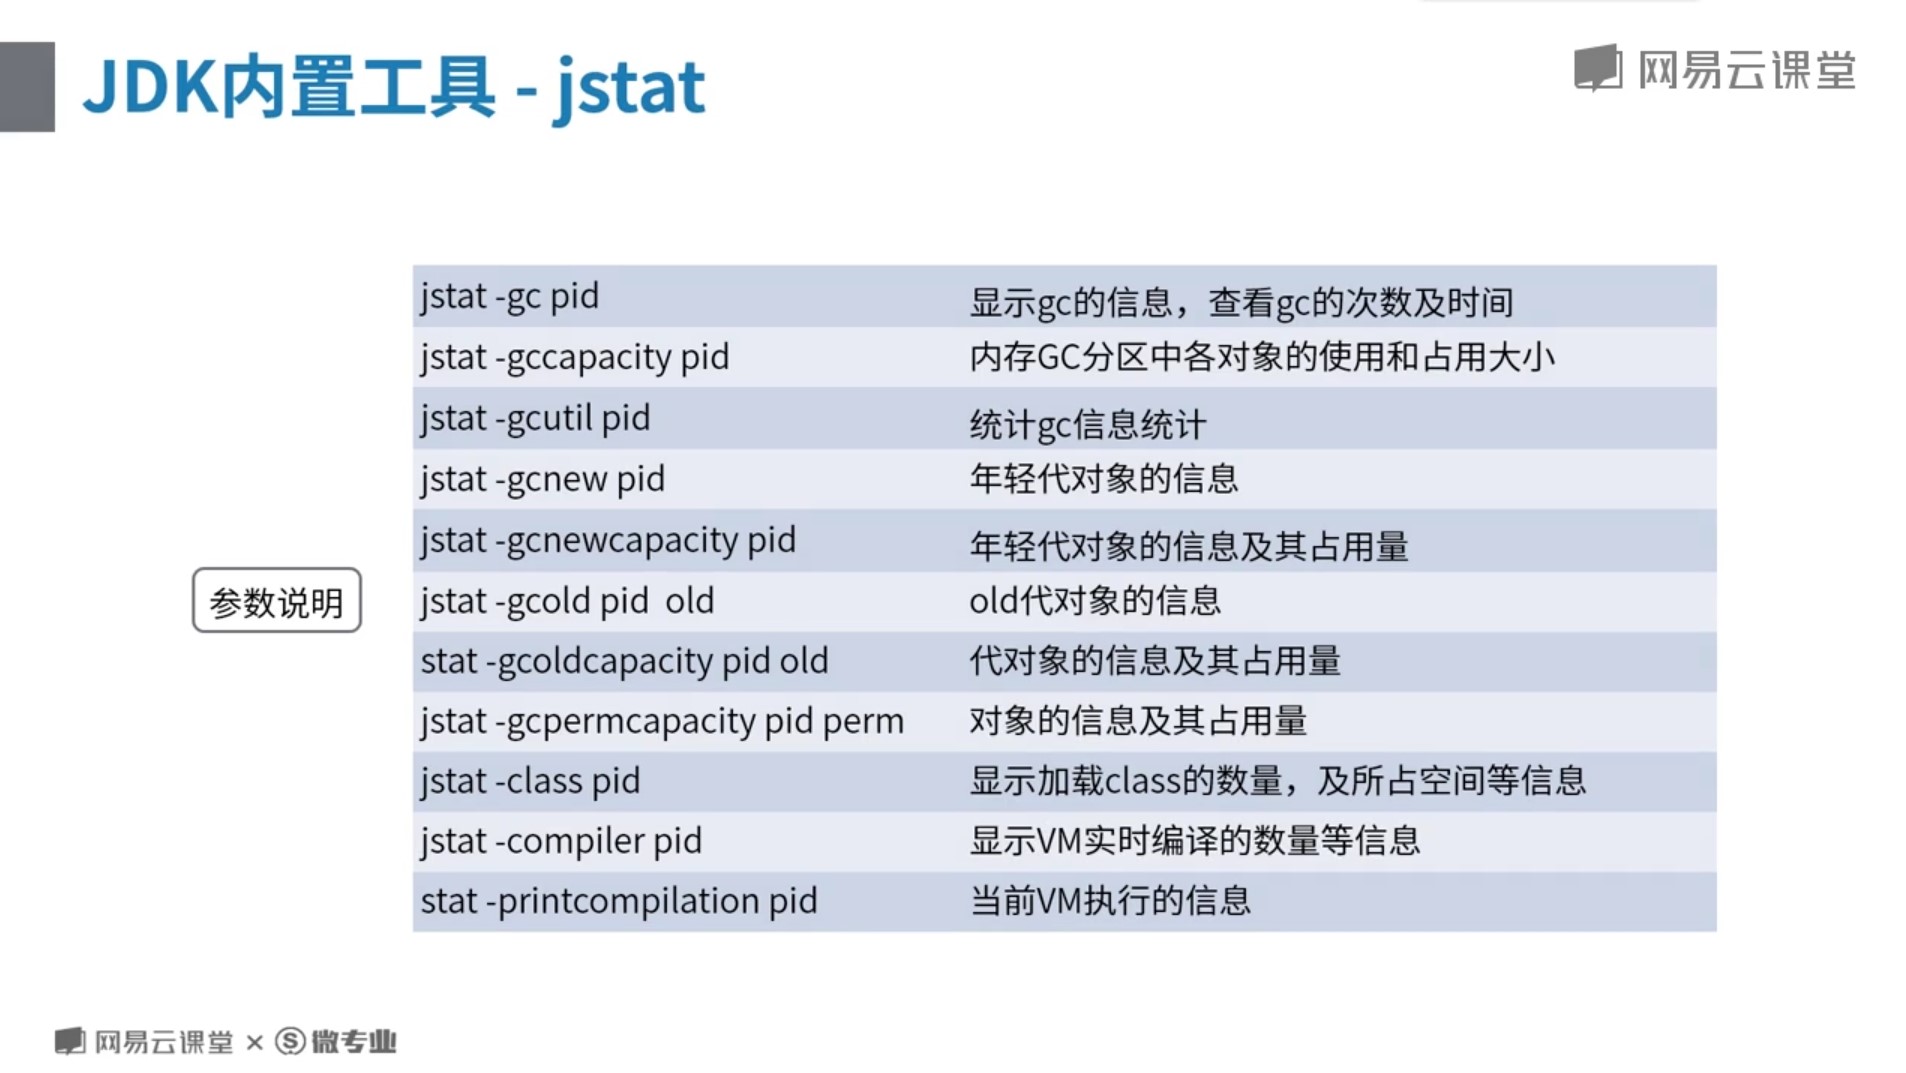 JDK内置工具 - jstat
网易云课堂
jstat -gc pid 显示gc的信息，查看gc的次数及时间
jstat -gccapacity pid 内存GC分区中各对象的使用和占用大小
jstat -gcutil pid 统计gc信息统计
jstat -gcnew pid 年轻代对象的信息
jstat -gcnewcapacity pid 年轻代对象的信息及其占用量
参数说明
jstat -gcold pid  old old代对象的信息
stat -gcoldcapacity pid old 代对象的信息及其占用量
jstat -gcpermcapacity pid perm 对象的信息及其占用量
jstat -class pid 显示加载class的数量，及所占空间等信息
jstat -compiler pid 显示VM实时编译的数量等信息
stat -printcompilation pid 当前VM执行的信息
网易云课堂 × Ⓢ微专业